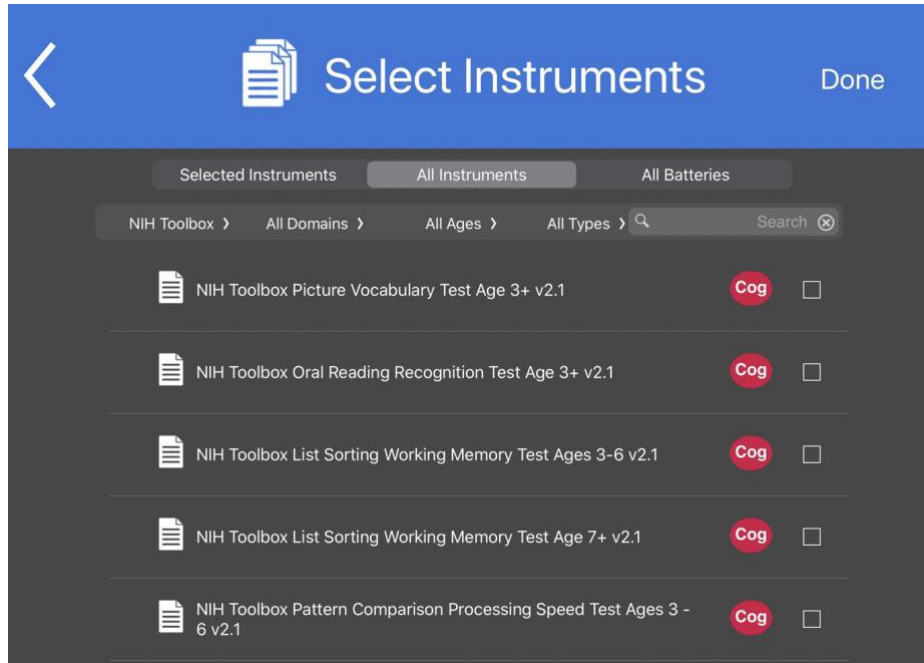 Select Instruments
Done
Selected Instruments
All Instruments
All Batteries
NIH Toolbox ❯
All Domains ❯
All Ages ❯
All Types ❯
Search
NIH Toolbox Picture Vocabulary Test Age 3+ v2.1
Cog
NIH Toolbox Oral Reading Recognition Test Age 3+ v2.1
Cog
NIH Toolbox List Sorting Working Memory Test Ages 3-6 v2.1
Cog
NIH Toolbox List Sorting Working Memory Test Age 7+ v2.1
Cog
NIH Toolbox Pattern Comparison Processing Speed Test Ages 3 -
6 v2.1
Cog